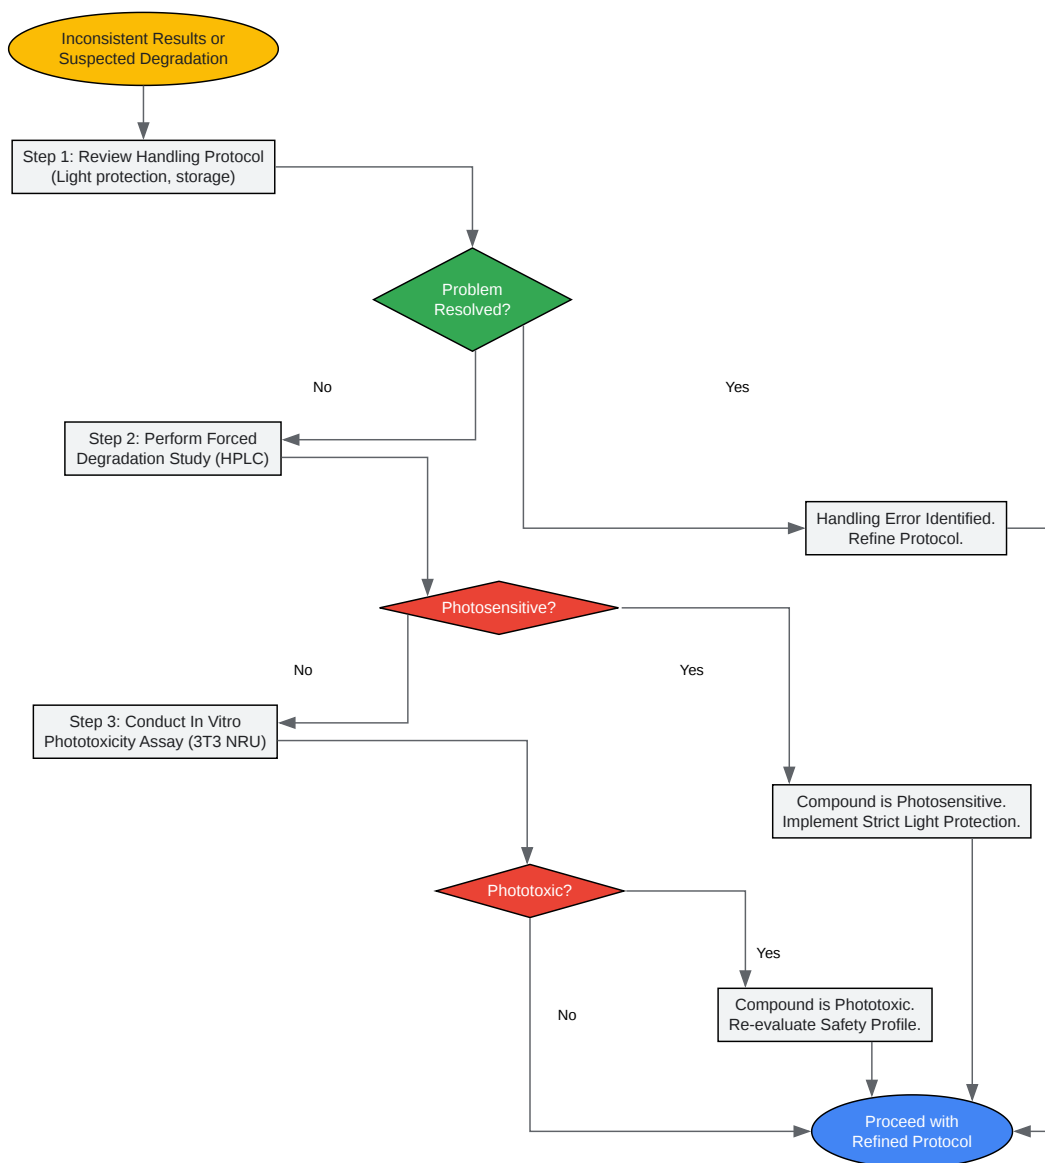 Inconsistent Results or
Suspected Degradation
Step 1: Review Handling Protocol
(Light protection, storage)
Problem
Resolved?
No
Yes
Step 2: Perform Forced
Degradation Study (HPLC)
Handling Error Identified.
Refine Protocol.
Photosensitive?
No
Yes
Step 3: Conduct In Vitro
Phototoxicity Assay (3T3 NRU)
Compound is Photosensitive.
Implement Strict Light Protection.
Phototoxic?
Yes
No
Compound is Phototoxic.
Re-evaluate Safety Profile.
Proceed with
Refined Protocol